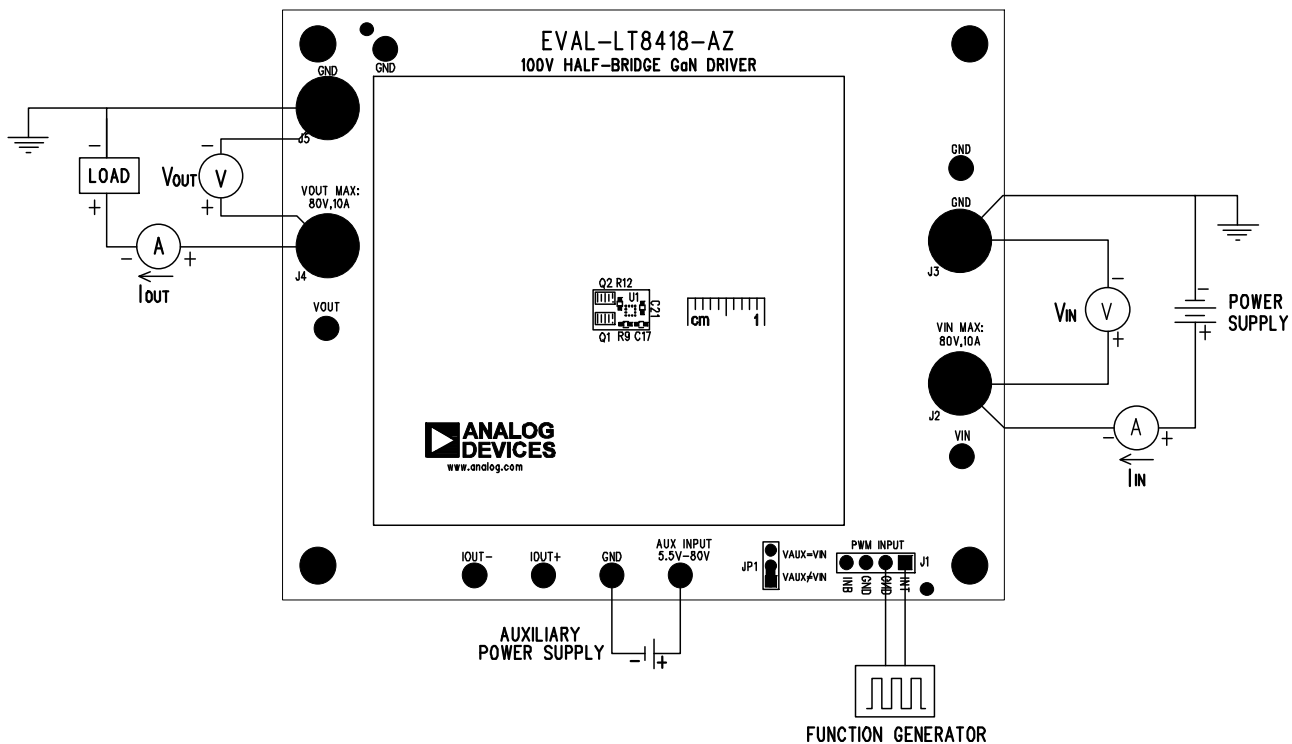 EVAL-LT8418-AZ
100V HALF-BRIDGE GaN DRIVER
GND
GND
J5
-
LOAD
+
VOUT
-
V
+
VOUT MAX:
80V,10A
- A +
IOUT
J4
VOUT
GND
GND
J3
-
VIN
V
+
-
POWER
SUPPLY
+
VIN MAX:
80V,10A
J2
- A +
IIN
VIN
Q2 R12
U1
C21
Q1 R9 C17
cm 1
ANALOG
DEVICES
www.analog.com
IOUT-
IOUT+
GND
AUX INPUT
5.5V-80V
JP1
VAUX=VIN
VAUX≠VIN
PWM INPUT
J1
INB
GND
GND
INT
AUXILIARY
POWER SUPPLY
- +
FUNCTION GENERATOR